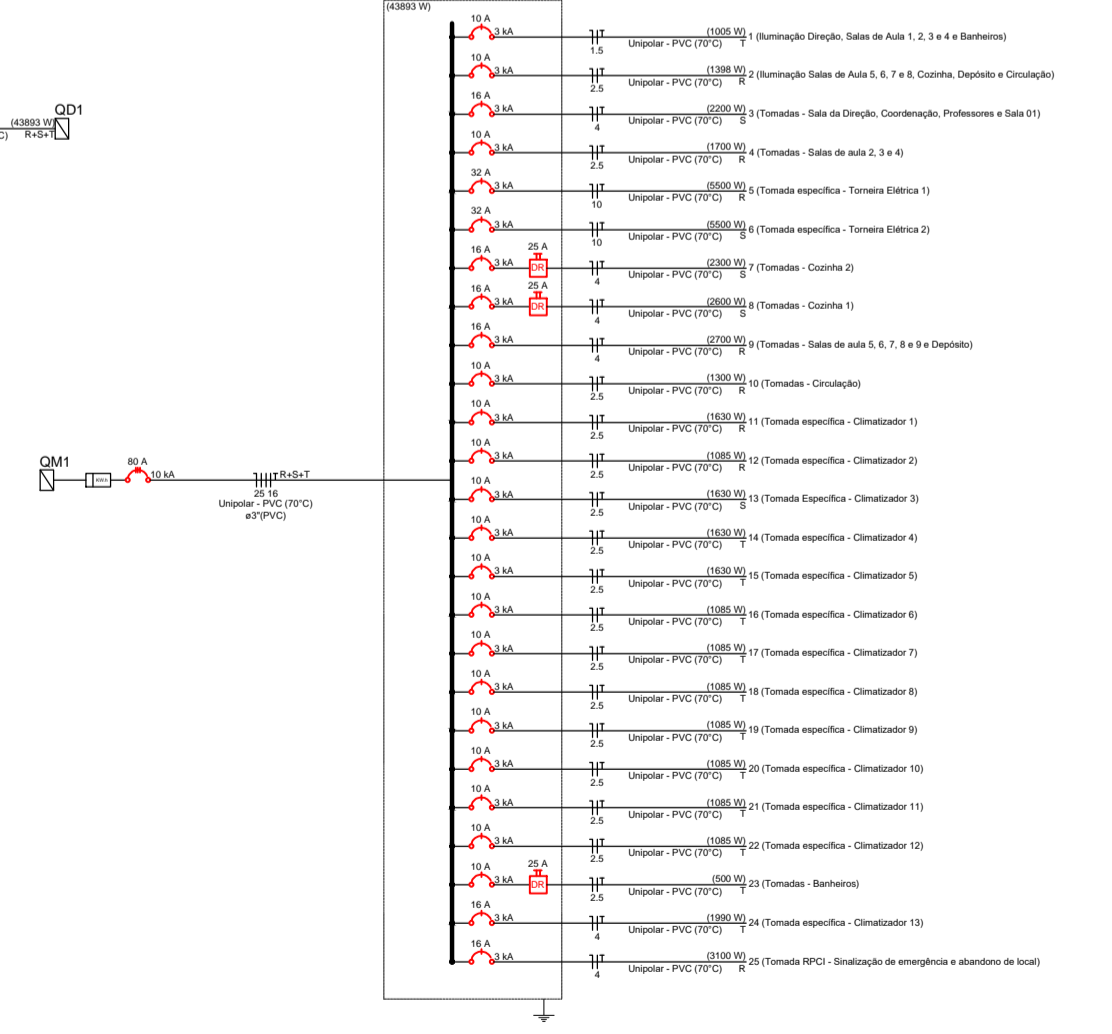 (43893 W)
QD1
(43893 W)
C) R+S+T
QM1
KWh
80 A
10 kA
R+S+T
25 16
Unipolar - PVC (70°C)
ø3"(PVC)
10 A
3 kA
1.5
(1005 W)
Unipolar - PVC (70°C) T
1 (Iluminação Direção, Salas de Aula 1, 2, 3 e 4 e Banheiros)
10 A
3 kA
2.5
(1398 W)
Unipolar - PVC (70°C) R
2 (Iluminação Salas de Aula 5, 6, 7 e 8, Cozinha, Depósito e Circulação)
16 A
3 kA
4
(2200 W)
Unipolar - PVC (70°C) S
3 (Tomadas - Sala da Direção, Coordenação, Professores e Sala 01)
10 A
3 kA
2.5
(1700 W)
Unipolar - PVC (70°C) R
4 (Tomadas - Salas de aula 2, 3 e 4)
32 A
3 kA
10
(5500 W)
Unipolar - PVC (70°C) R
5 (Tomada específica - Torneira Elétrica 1)
32 A
3 kA
10
(5500 W)
Unipolar - PVC (70°C) S
6 (Tomada específica - Torneira Elétrica 2)
16 A
3 kA
25 A
DR
4
(2300 W)
Unipolar - PVC (70°C) S
7 (Tomadas - Cozinha 2)
16 A
3 kA
25 A
DR
4
(2600 W)
Unipolar - PVC (70°C) S
8 (Tomadas - Cozinha 1)
16 A
3 kA
4
(2700 W)
Unipolar - PVC (70°C) R
9 (Tomadas - Salas de aula 5, 6, 7, 8 e 9 e Depósito)
10 A
3 kA
2.5
(1300 W)
Unipolar - PVC (70°C) R
10 (Tomadas - Circulação)
10 A
3 kA
2.5
(1630 W)
Unipolar - PVC (70°C) R
11 (Tomada específica - Climatizador 1)
10 A
3 kA
2.5
(1085 W)
Unipolar - PVC (70°C) R
12 (Tomada específica - Climatizador 2)
10 A
3 kA
2.5
(1630 W)
Unipolar - PVC (70°C) S
13 (Tomada Específica - Climatizador 3)
10 A
3 kA
2.5
(1630 W)
Unipolar - PVC (70°C) T
14 (Tomada específica - Climatizador 4)
10 A
3 kA
2.5
(1630 W)
Unipolar - PVC (70°C) T
15 (Tomada específica - Climatizador 5)
10 A
3 kA
2.5
(1085 W)
Unipolar - PVC (70°C) T
16 (Tomada específica - Climatizador 6)
10 A
3 kA
2.5
(1085 W)
Unipolar - PVC (70°C) T
17 (Tomada específica - Climatizador 7)
10 A
3 kA
2.5
(1085 W)
Unipolar - PVC (70°C) T
18 (Tomada específica - Climatizador 8)
10 A
3 kA
2.5
(1085 W)
Unipolar - PVC (70°C) T
19 (Tomada específica - Climatizador 9)
10 A
3 kA
2.5
(1085 W)
Unipolar - PVC (70°C) T
20 (Tomada específica - Climatizador 10)
10 A
3 kA
2.5
(1085 W)
Unipolar - PVC (70°C) T
21 (Tomada específica - Climatizador 11)
10 A
3 kA
2.5
(1085 W)
Unipolar - PVC (70°C) T
22 (Tomada específica - Climatizador 12)
10 A
3 kA
25 A
DR
2.5
(500 W)
Unipolar - PVC (70°C) T
23 (Tomadas - Banheiros)
16 A
3 kA
4
(1990 W)
Unipolar - PVC (70°C) T
24 (Tomada específica - Climatizador 13)
16 A
3 kA
4
(3100 W)
Unipolar - PVC (70°C) R
25 (Tomada RPCI - Sinalização de emergência e abandono de local)